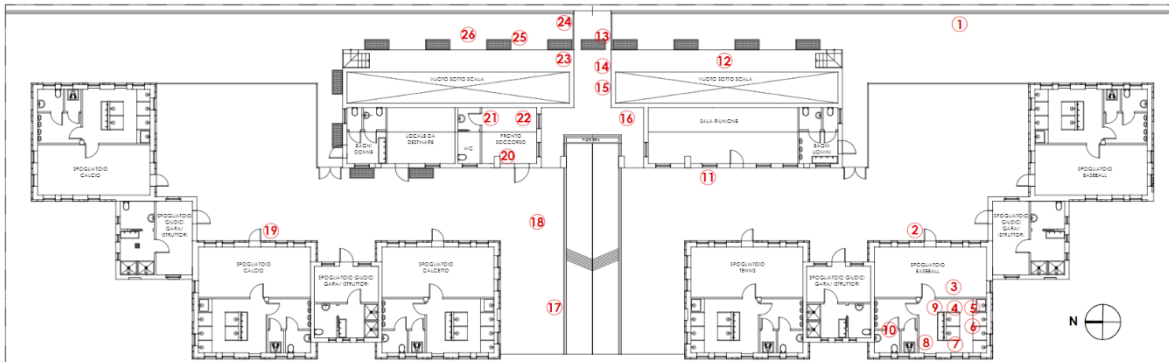 1
24
13
26
25
23
14
12
15
VUOTO SOTTO SCALA
VUOTO SOTTO SCALA
21
22
16
SALA RIUNIONE
LOCALE DA
DESTINARE
PRONTO
SOCCORSO
BAGNI
DONNE
WC
BAGNI
UOMINI
20
11
SPOGLIATOIO
CALCIO
SPOGLIATOIO
BASEBALL
SPOGLIATOIO
GIUDICI
GARA/
ISTRUTTORI
SPOGLIATOIO
GIUDICI
GARA/
ISTRUTTORI
18
19
2
SPOGLIATOIO
CALCIO
SPOGLIATOIO GIUDICI
GARA/ ISTRUTTORI
SPOGLIATOIO
CALCETTO
SPOGLIATOIO
TENNIS
SPOGLIATOIO GIUDICI
GARA/ ISTRUTTORI
SPOGLIATOIO
BASEBALL
3
17
9
4
5
6
10
8
7
N